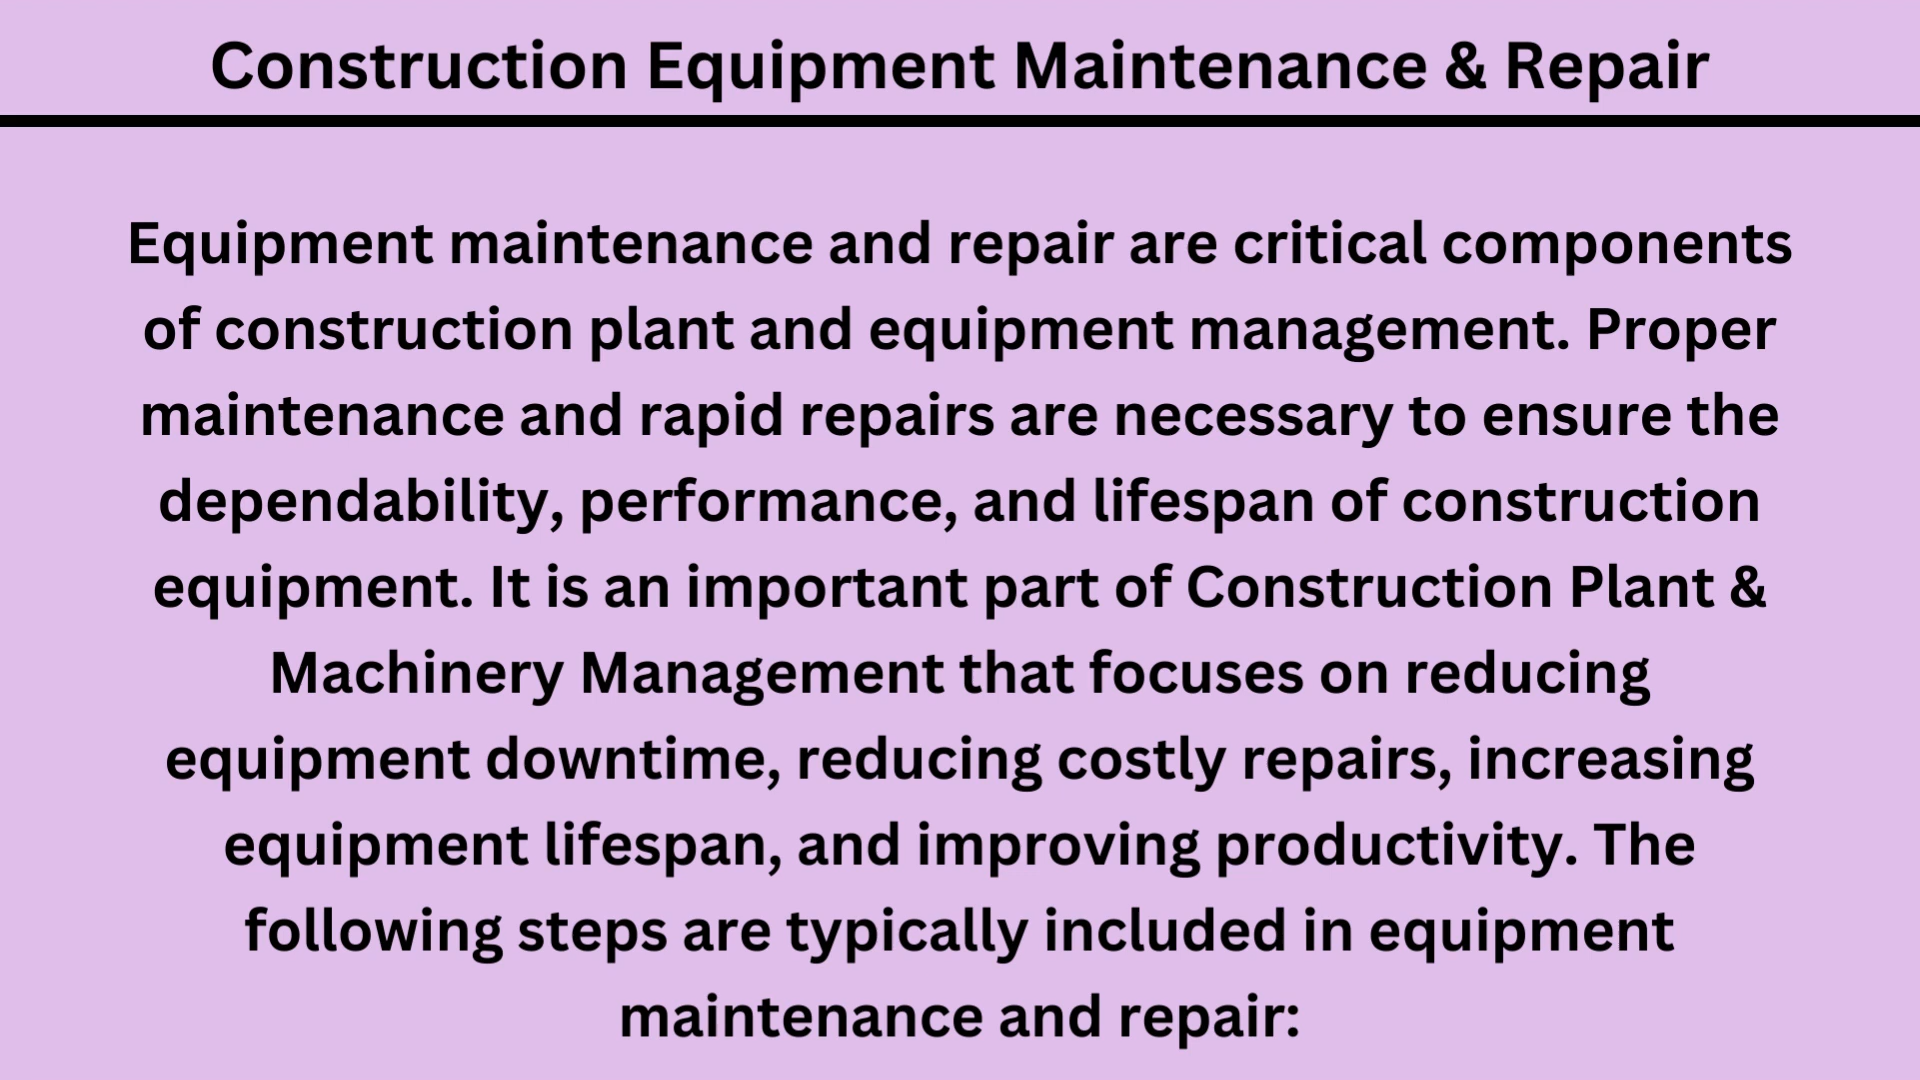 Construction Equipment Maintenance & Repair
Equipment maintenance and repair are critical components
of construction plant and equipment management. Proper
maintenance and rapid repairs are necessary to ensure the
dependability, performance, and lifespan of construction
equipment. It is an important part of Construction Plant &
Machinery Management that focuses on reducing
equipment downtime, reducing costly repairs, increasing
equipment lifespan, and improving productivity. The
following steps are typically included in equipment
maintenance and repair: